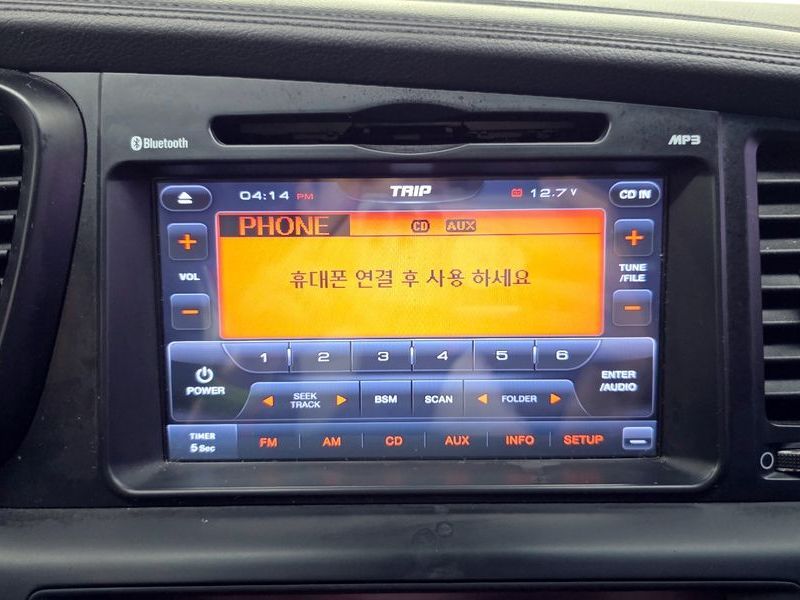 Bluetooth
MP3
04:14 PM
TRIP
12.7 V
CD IN
PHONE
CD
AUX
VOL
휴대폰 연결 후 사용 하세요
TUNE
/FILE
1 2 3 4 5 6
POWER
SEEK
TRACK
BSM
SCAN
FOLDER
ENTER
/AUDIO
TIMER
5 Sec
FM AM CD AUX INFO SETUP